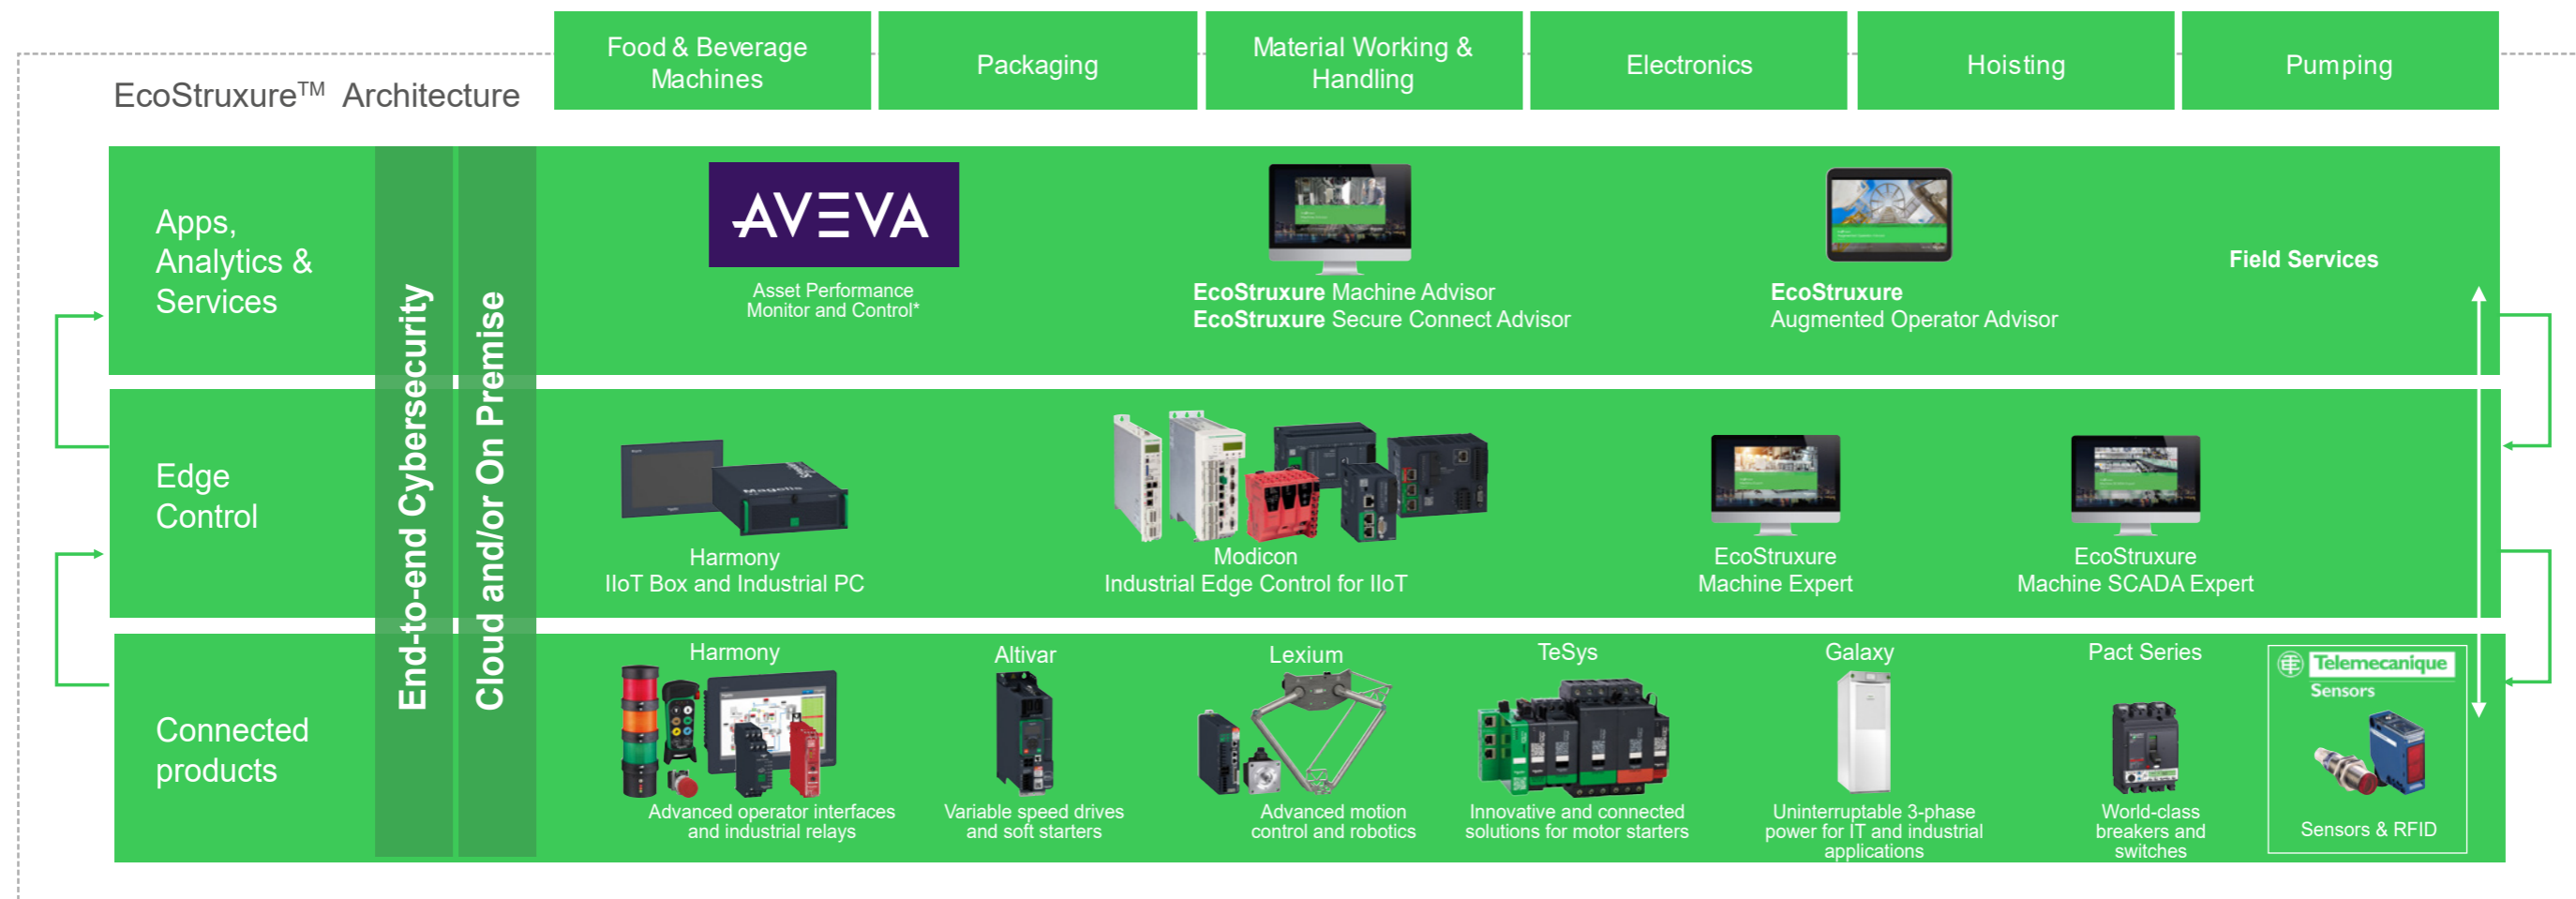 Food & Beverage
Machines
Packaging
Material Working &
Handling
Electronics
Hoisting
Pumping
EcoStruxure™ Architecture
Apps,
Analytics &
Services
End-to-end Cybersecurity
Cloud and/or On Premise
AVEVA
Asset Performance
Monitor and Control*
EcoStruxure Machine Advisor
EcoStruxure Secure Connect Advisor
EcoStruxure
Augmented Operator Advisor
Field Services
Edge
Control
Magelis
Harmony
IIoT Box and Industrial PC
Modicon
Industrial Edge Control for IIoT
EcoStruxure
Machine Expert
EcoStruxure
Machine SCADA Expert
Connected
products
Harmony
Advanced operator interfaces
and industrial relays
Altivar
Variable speed drives
and soft starters
Lexium
Advanced motion
control and robotics
TeSys
Innovative and connected
solutions for motor starters
Galaxy
Uninterruptable 3-phase
power for IT and industrial
applications
Pact Series
World-class
breakers and
switches
Telemecanique
Sensors
Sensors & RFID